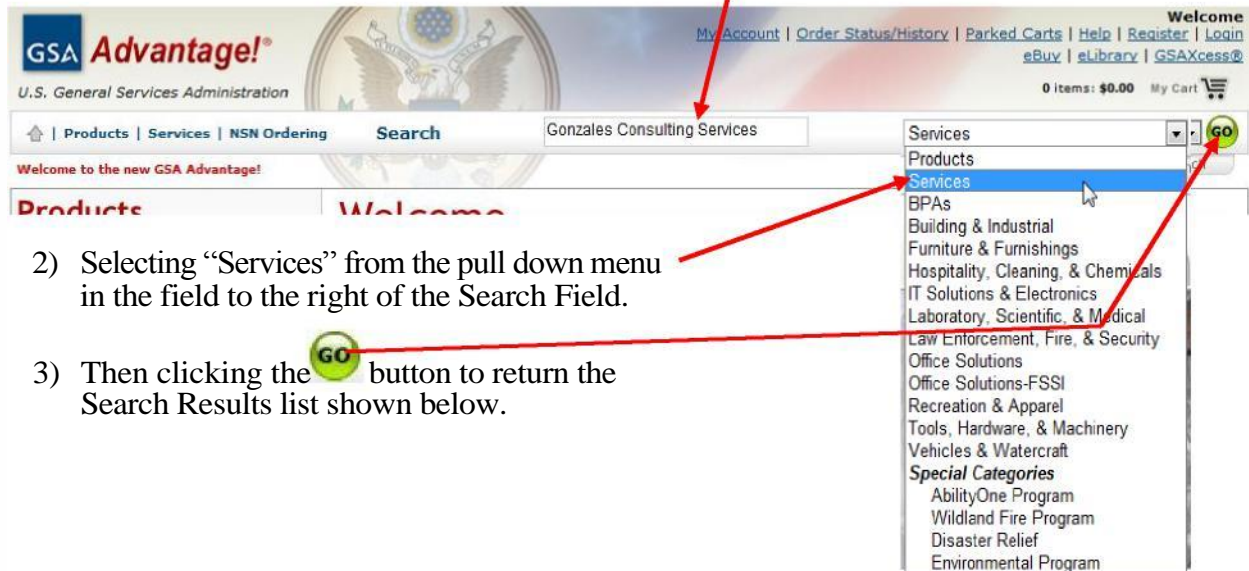 Welcome
GSA Advantage!®
My Account | Order Status/History | Parked Carts | Help | Register | Login
eBuy | eLibrary | GSAXcess®
U.S. General Services Administration
0 items: $0.00 My Cart
| Products | Services | NSN Ordering Search Gonzales Consulting Services Services GO
Welcome to the new GSA Advantage!
Products Welcome
Products
Services
BPAs
Building & Industrial
Furniture & Furnishings
Hospitality, Cleaning, & Chemicals
IT Solutions & Electronics
Laboratory, Scientific, & Medical
Law Enforcement, Fire, & Security
Office Solutions
Office Solutions-FSSI
Recreation & Apparel
Tools, Hardware, & Machinery
Vehicles & Watercraft
Special Categories
AbilityOne Program
Wildland Fire Program
Disaster Relief
Environmental Program
2) Selecting “Services” from the pull down menu
in the field to the right of the Search Field.
3) Then clicking the GO button to return the
Search Results list shown below.